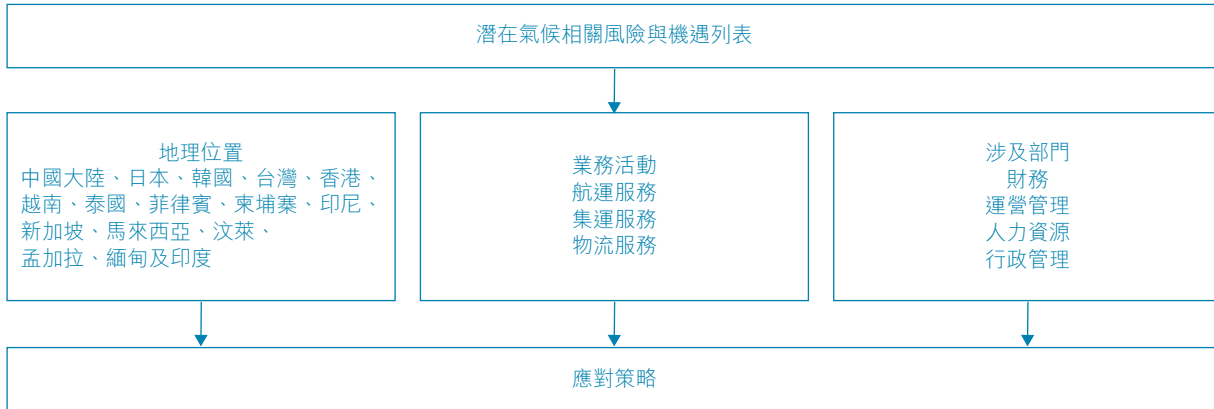 潛在氣候相關風險與機遇列表
地理位置
中國大陸、日本、韓國、台灣、香港、
越南、泰國、菲律賓、柬埔寨、印尼、
新加坡、馬來西亞、汶萊、
孟加拉、緬甸及印度
業務活動
航運服務
集運服務
物流服務
涉及部門
財務
運營管理
人力資源
行政管理
應對策略